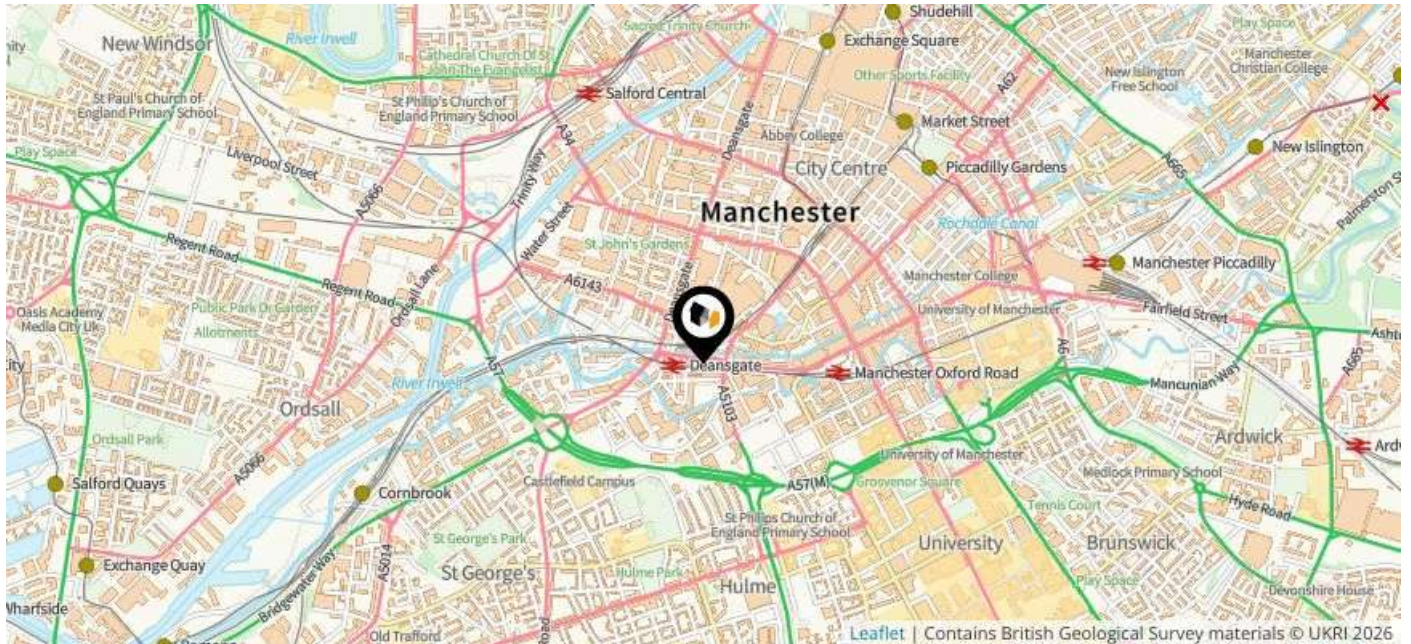 Shudehill
New Windsor
River Inwell
Sacred Trinity Church
Exchange Square
Play Space
Cathedral Church Of St
John The Evangelist
Manchester
Christian College
Other Sports Facility
A62
New Islington
Free School
St Paul's Church of
England Primary School
St Philip's Church of
England Primary School
Salford Central
Deansgate
Abbey College
Market Street
A34
Play Space
Liverpool Street
A5066
Trinity Way
City Centre
Piccadilly Gardens
A665
New Islington
Palmerston St
Manchester
Water Street
Rochdale Canal
Regent Road
St John's Gardens
Manchester Piccadilly
Regent Road
Ordsall Lane
A6143
Deansgate
Manchester College
Oasis Academy
Media City Uk
Public Park Or Garden
Allotments
University of Manchester
Fairfield Street
Asht
A57
Deansgate
Manchester Oxford Road
A6
A665
River Irwell
Mancunian Way
Ordsall
A5103
Ordsall Park
Ardwick
Ardw
A5066
University of Manchester
Medlock Primary School
Salford Quays
Cornbrook
Castlefield Campus
A57(M)
Grosvenor Square
Hyde Road
Tennis Court
St Philips Church of
England Primary School
St George's Park
University
Brunswick
Exchange Quay
Bridgewater Way
A5014
St George's
Hulme Park
Hulme
Play Space
Devonshire House
Wharfside
Old Trafford
Road
Leaflet | Contains British Geological Survey materials © UKRI 2026